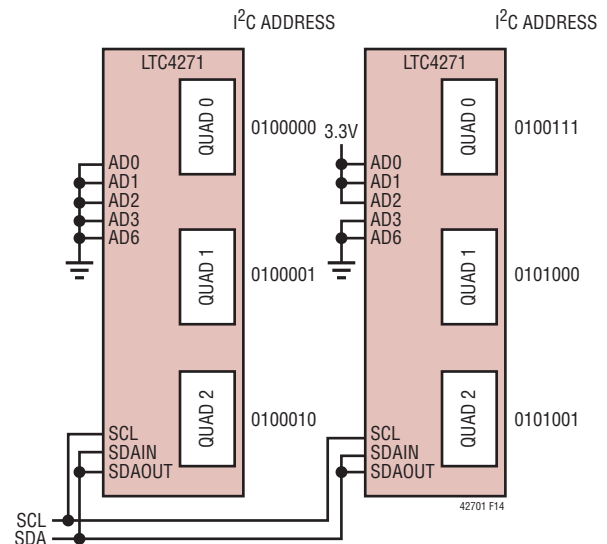 I²C ADDRESS
LTC4271
QUAD 0
0100000
AD0
AD1
AD2
AD3
AD6
QUAD 1
0100001
QUAD 2
0100010
SCL
SDAIN
SDAOUT
I²C ADDRESS
LTC4271
QUAD 0
0100111
3.3V
AD0
AD1
AD2
AD3
AD6
QUAD 1
0101000
QUAD 2
0101001
SCL
SDAIN
SDAOUT
42701 F14
SCL
SDA